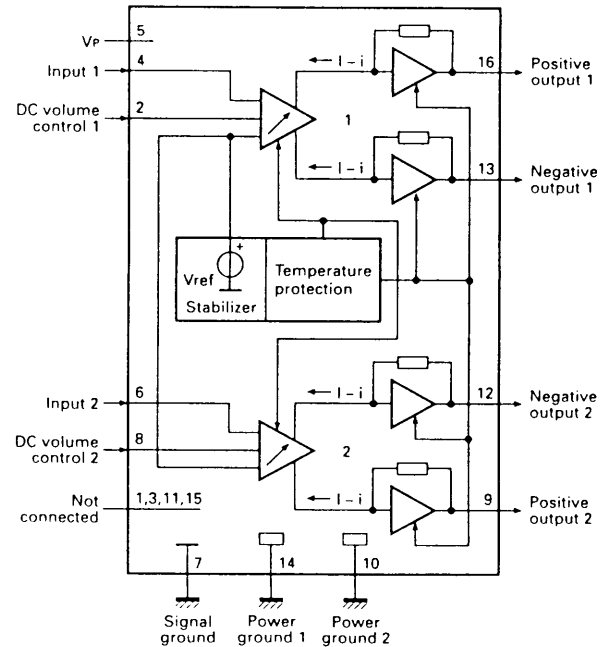 VP
5
Input 1
4
DC volume
control 1
2
I – i
16
Positive
output 1
1
I – i
13
Negative
output 1
+
Vref
Stabilizer
Temperature
protection
Input 2
6
I – i
12
Negative
output 2
DC volume
control 2
8
2
I – i
9
Positive
output 2
Not
connected
1,3,11,15
7
14
10
Signal
ground
Power
ground 1
Power
ground 2